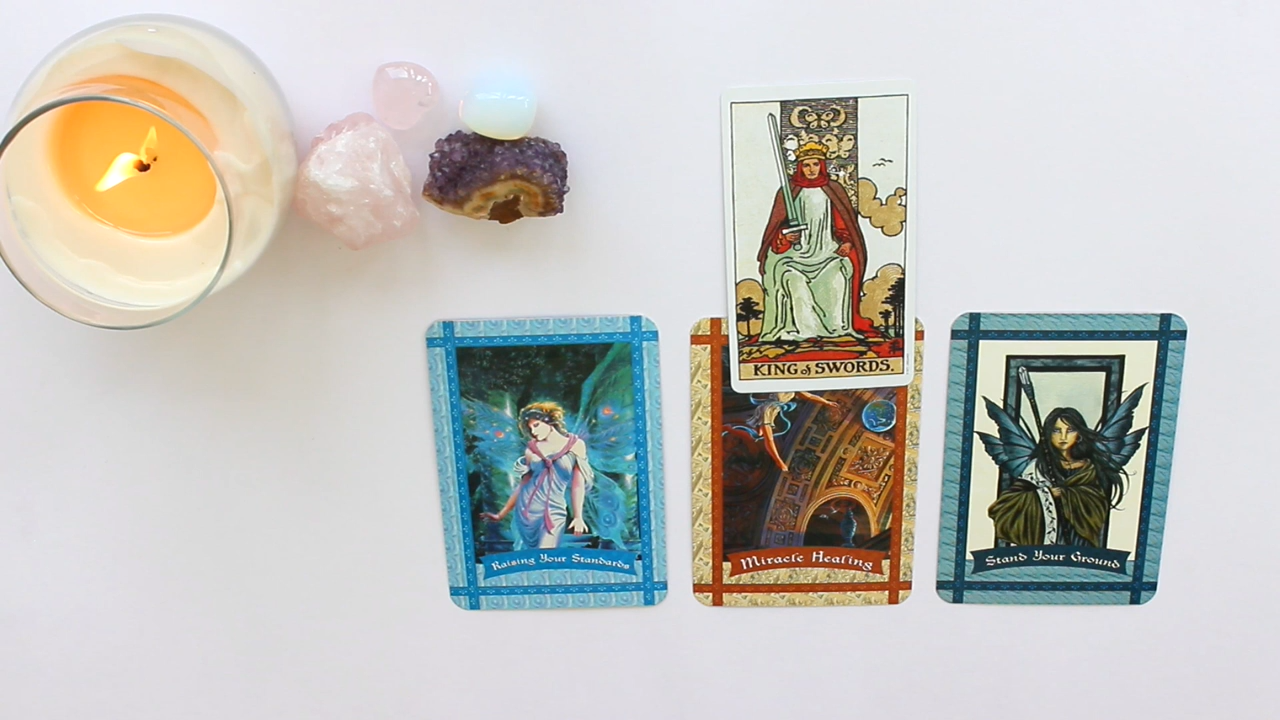 KING of SWORDS.
Raising Your Standards
Miracle Healing
Stand Your Ground